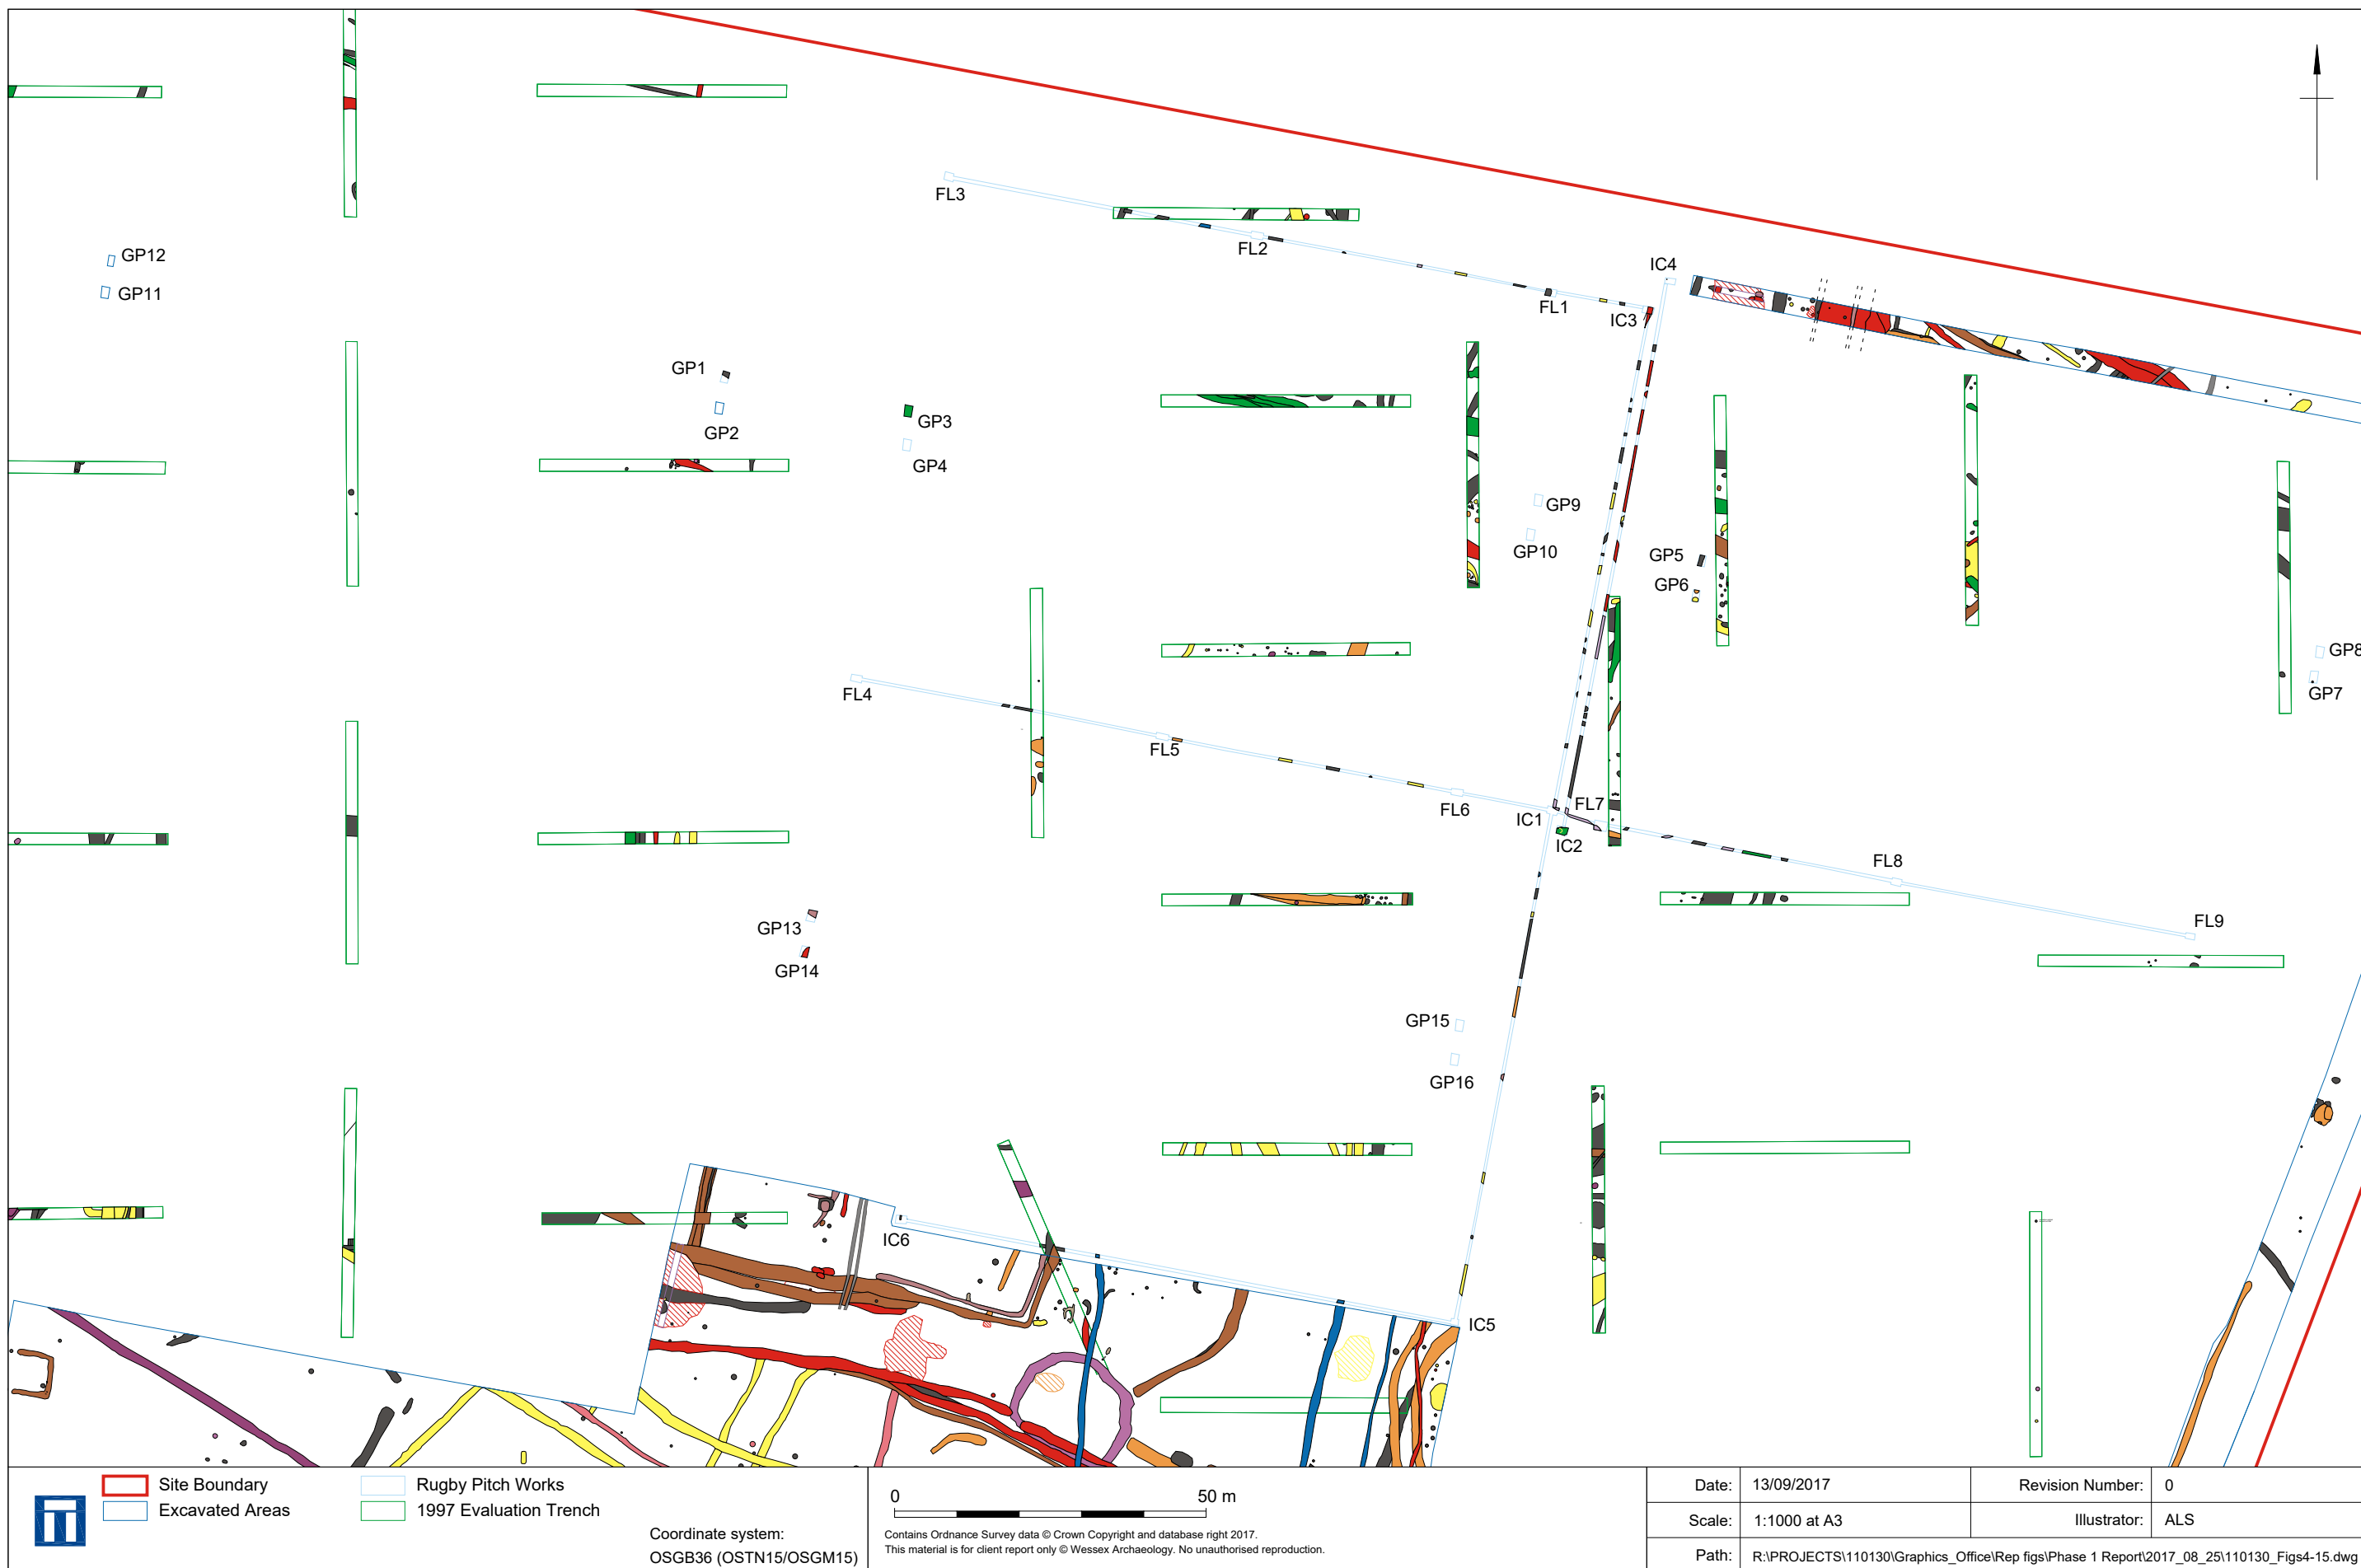 FL3
FL2
IC4
GP12
GP11
FL1
IC3
GP1
GP2
GP3
GP4
GP9
GP10
GP5
GP6
GP8
GP7
FL4
FL5
FL6
IC1
FL7
IC2
FL8
FL9
GP13
GP14
GP15
GP16
IC6
IC5
Site Boundary
Excavated Areas
Rugby Pitch Works
1997 Evaluation Trench
Coordinate system:
OSGB36 (OSTN15/OSGM15)
0 50 m
Contains Ordnance Survey data © Crown Copyright and database right 2017.
This material is for client report only © Wessex Archaeology. No unauthorised reproduction.
Date: 13/09/2017 Revision Number: 0
Scale: 1:1000 at A3 Illustrator: ALS
Path: R:\PROJECTS\110130\Graphics_Office\Rep figs\Phase 1 Report\2017_08_25\110130_Figs4-15.dwg